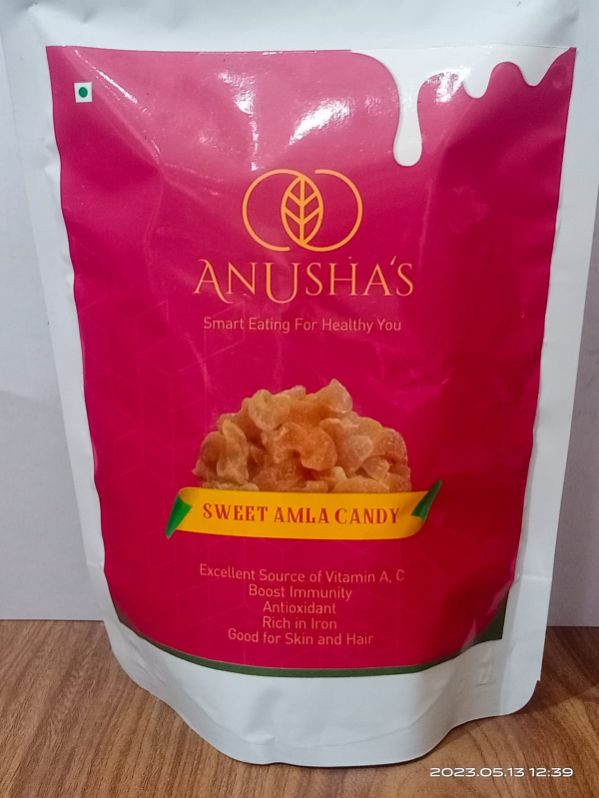 ANUSHA'S
Smart Eating For Healthy You
SWEET AMLA CANDY
Excellent Source of Vitamin A, C
Boost Immunity
Antioxidant
Rich in Iron
Good for Skin and Hair
2023.05.13 12:39